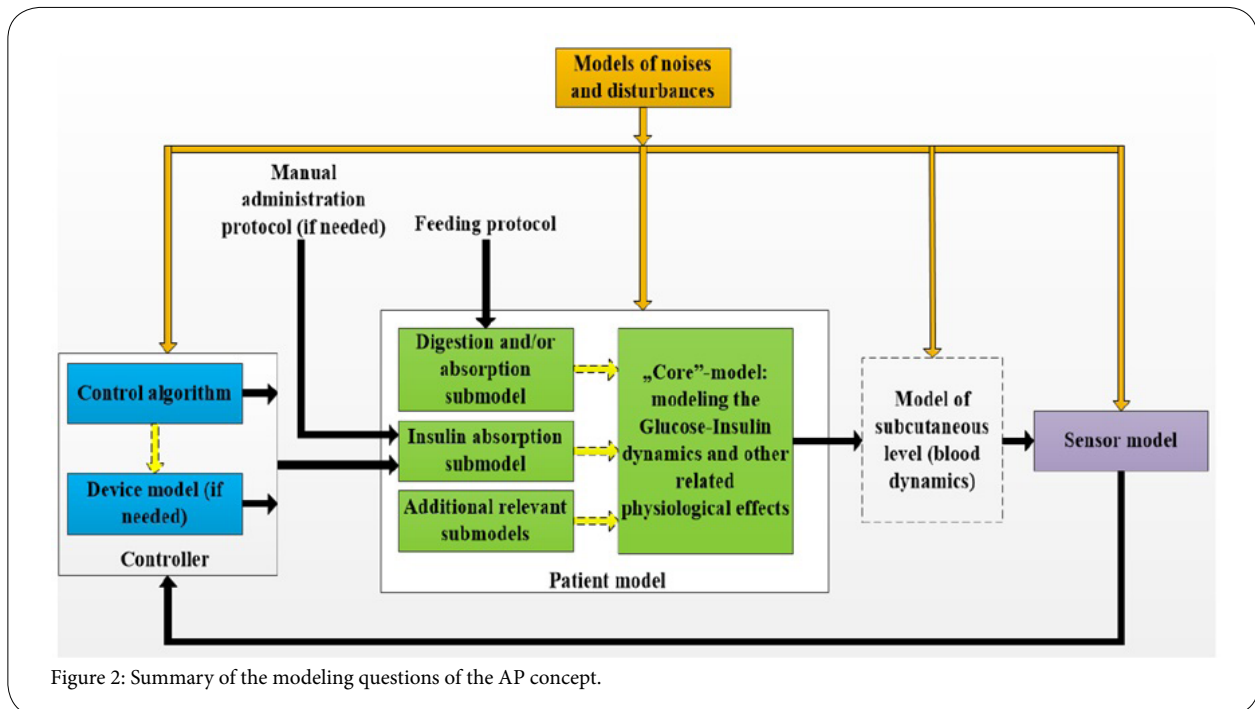 Models of noises
and disturbances
Manual
administration
protocol (if needed)
Feeding protocol
Control algorithm
Device model (if
needed)
Controller
Digestion and/or
absorption
submodel
Insulin absorption
submodel
Additional relevant
submodels
„Core”-model:
modeling the
Glucose-Insulin
dynamics and other
related
physiological effects
Patient model
Model of
subcutaneous
level (blood
dynamics)
Sensor model
Figure 2: Summary of the modeling questions of the AP concept.